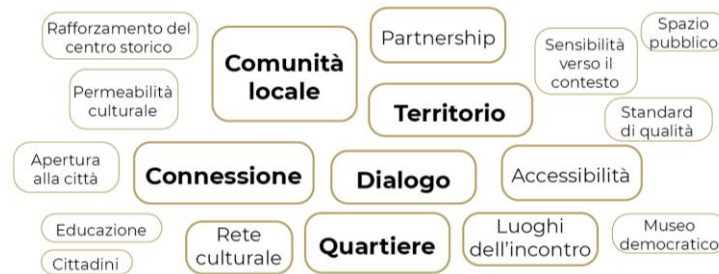 Rafforzamento del
centro storico
Comunità
locale
Partnership
Spazio
pubblico
Sensibilità
verso il
contesto
Permeabilità
culturale
Territorio
Standard
di qualità
Apertura
alla città
Connessione
Dialogo
Accessibilità
Educazione
Cittadini
Rete
culturale
Quartiere
Luoghi
dell'incontro
Museo
democratico